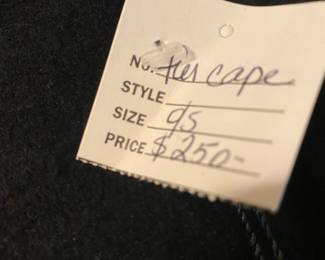 No. Fur cape
STYLE
SIZE o/s
PRICE $250-